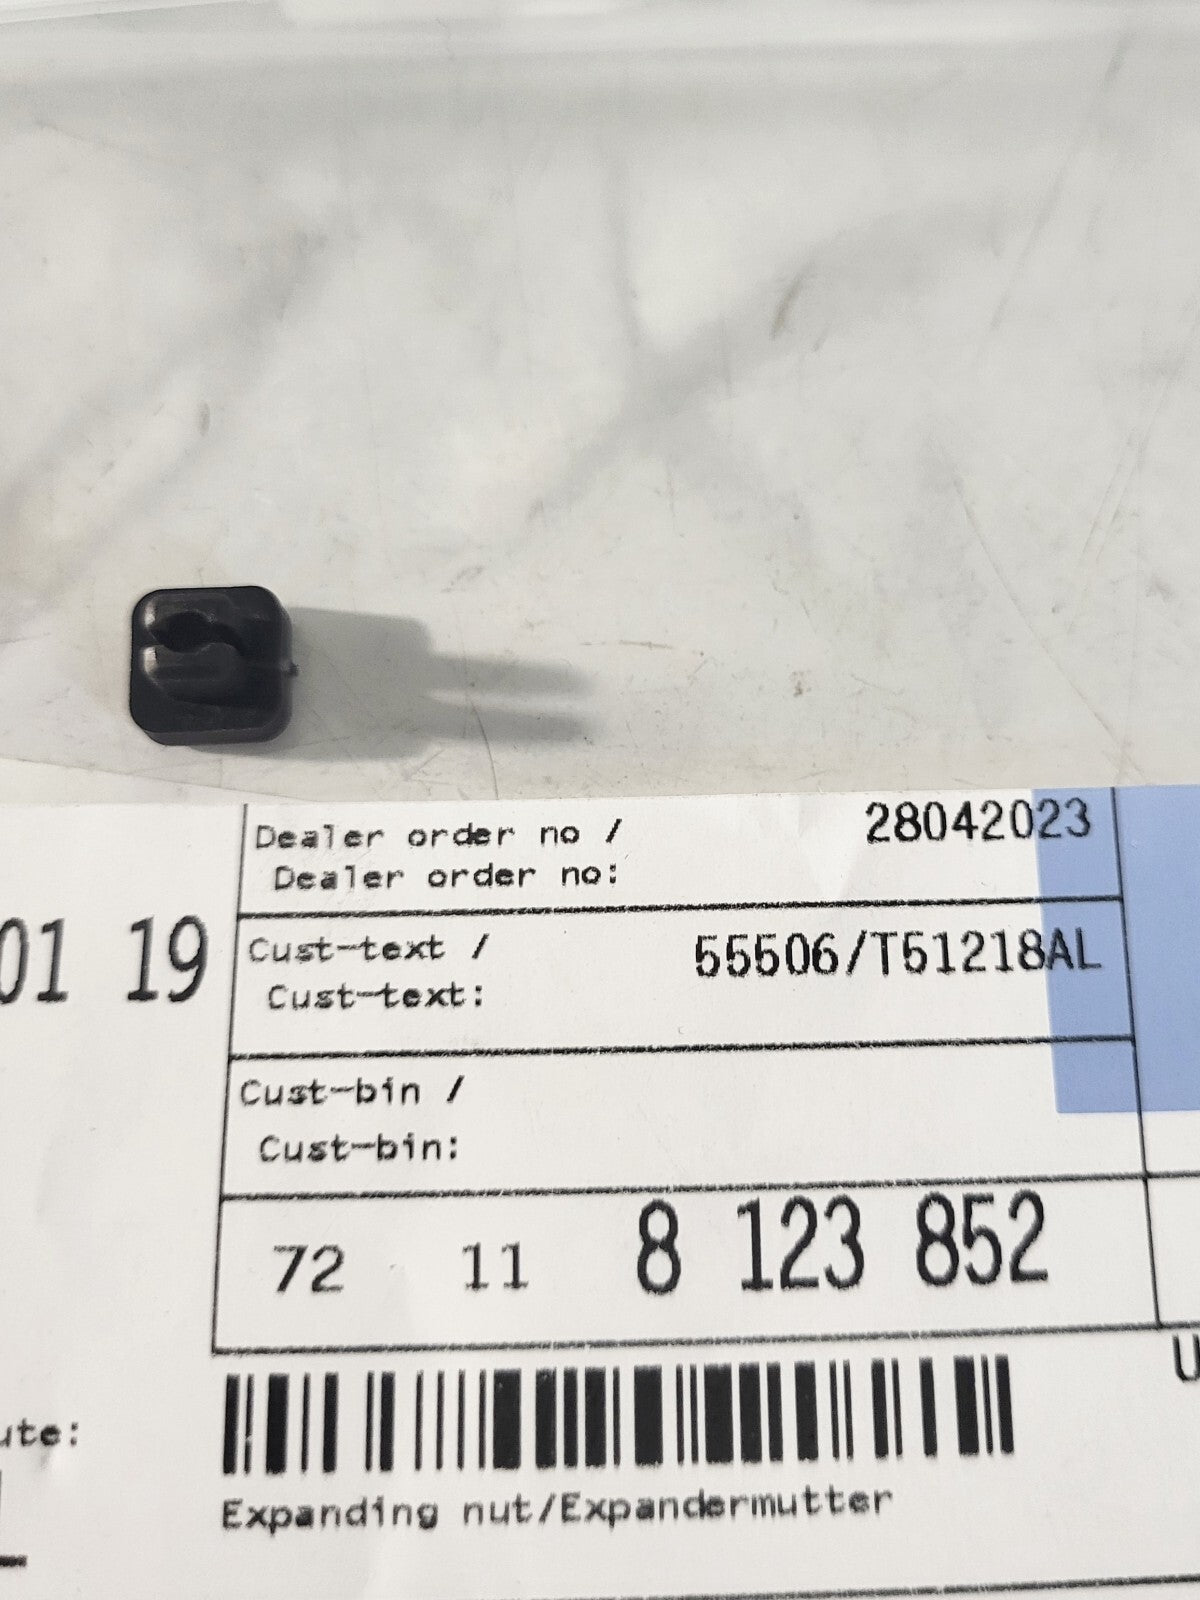 Dealer order no / 28042023
Dealer order no:
01 19
Cust-text / 55506/T51218AL
Cust-text:
Cust-bin /
Cust-bin:
72 11 8 123 852
U
ute:
Expanding nut/Expandermutter